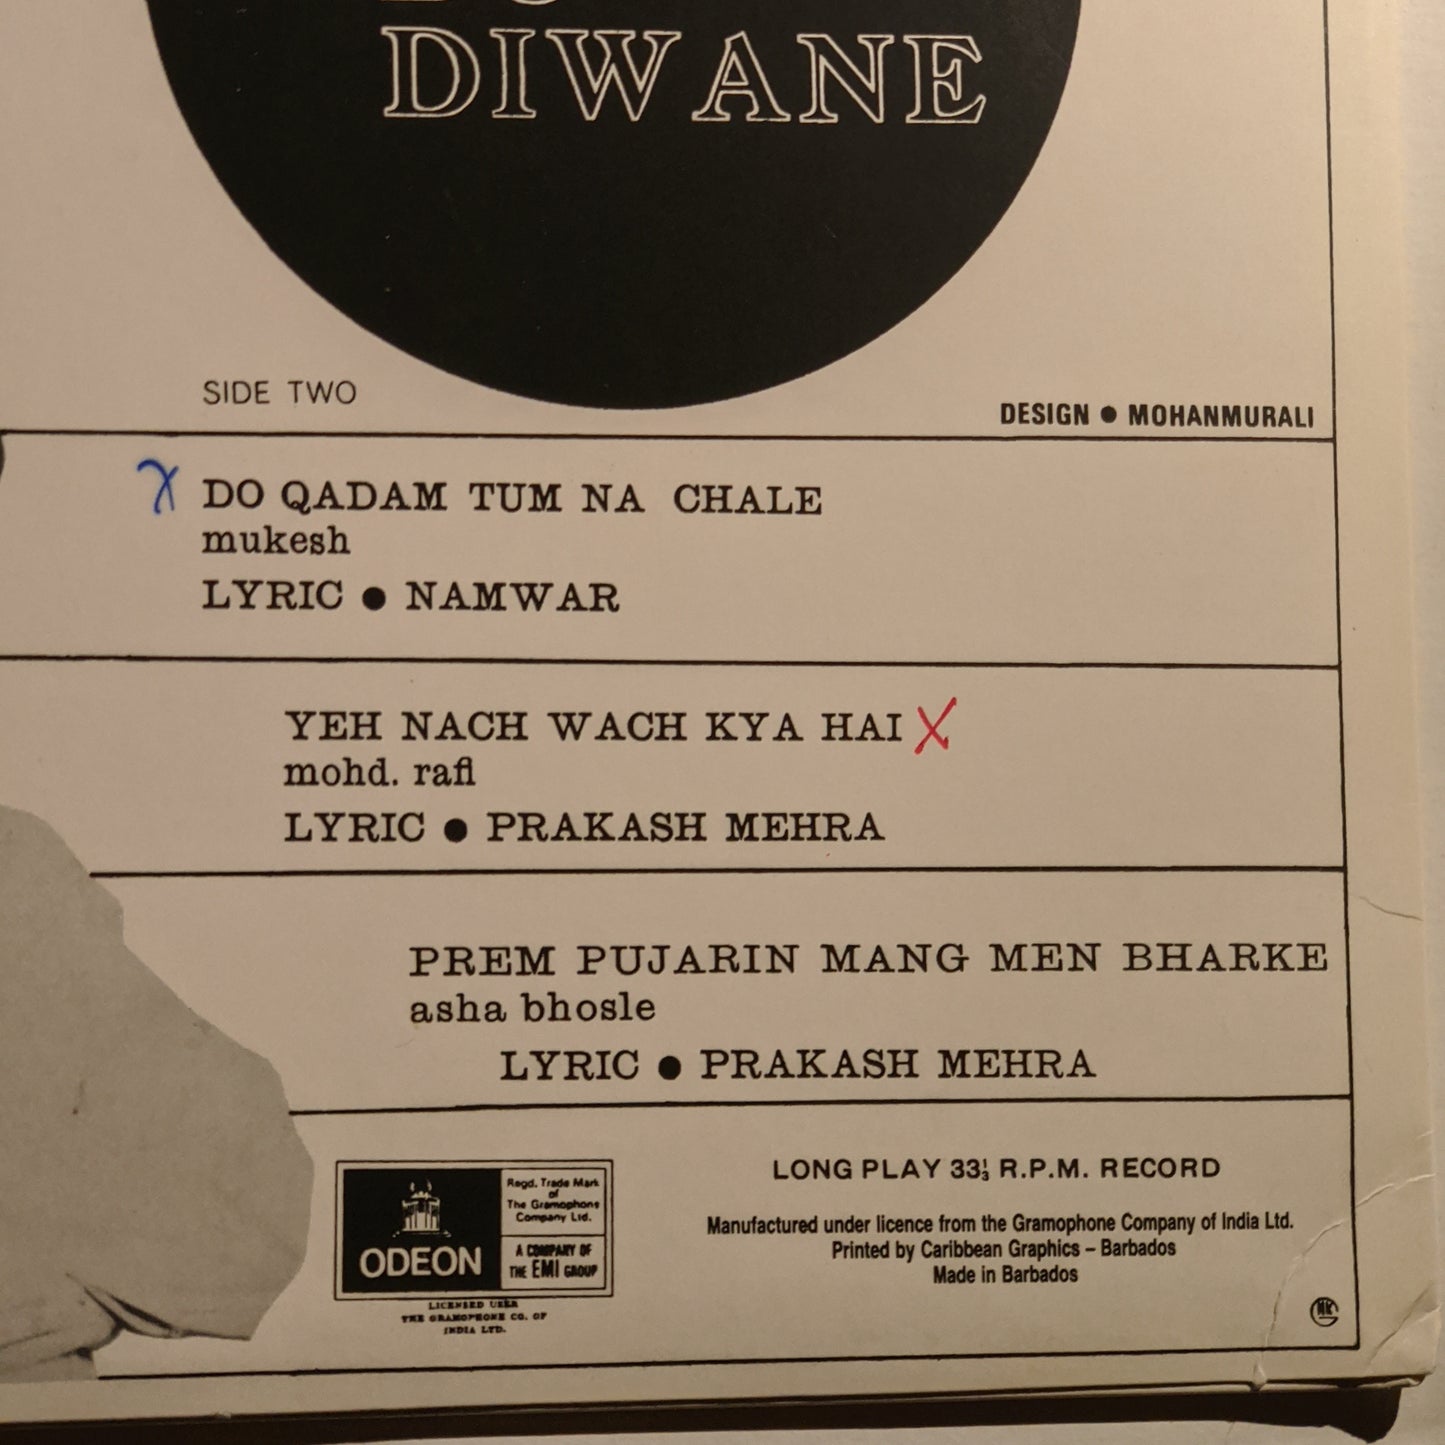 DIWANE
SIDE TWO
DESIGN ● MOHANMURALI
X DO QADAM TUM NA CHALE
mukesh
LYRIC ● NAMWAR
YEH NACH WACH KYA HAI X
mohd. rafi
LYRIC ● PRAKASH MEHRA
PREM PUJARIN MANG MEN BHARKE
asha bhosle
LYRIC ● PRAKASH MEHRA
ODEON
Regd. Trade Mark
of
The Gramophone
Company Ltd.
A COMPANY OF
THE EMI GROUP
LICENSED USER
THE GRAMOPHONE CO. OF
INDIA LTD.
LONG PLAY 33⅓ R.P.M. RECORD
Manufactured under licence from the Gramophone Company of India Ltd.
Printed by Caribbean Graphics – Barbados
Made in Barbados